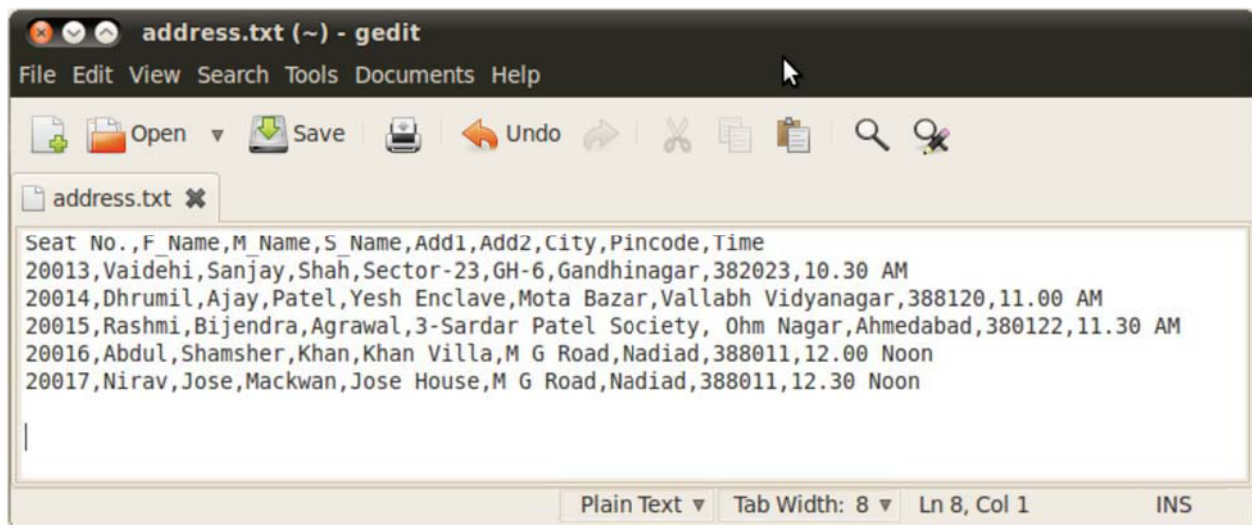 address.txt (~) - gedit
File Edit View Search Tools Documents Help
Open Save Undo
address.txt
Seat No.,F_Name,M_Name,S_Name,Add1,Add2,City,Pincode,Time
20013,Vaidehi,Sanjay,Shah,Sector-23,GH-6,Gandhinagar,382023,10.30 AM
20014,Dhrumil,Ajay,Patel,Yesh Enclave,Mota Bazar,Vallabh Vidyanagar,388120,11.00 AM
20015,Rashmi,Bijendra,Agrawal,3-Sardar Patel Society, Ohm Nagar,Ahmedabad,380122,11.30 AM
20016,Abdul,Shamsher,Khan,Khan Villa,M G Road,Nadiad,388011,12.00 Noon
20017,Nirav,Jose,Mackwan,Jose House,M G Road,Nadiad,388011,12.30 Noon
Plain Text Tab Width: 8 Ln 8, Col 1 INS